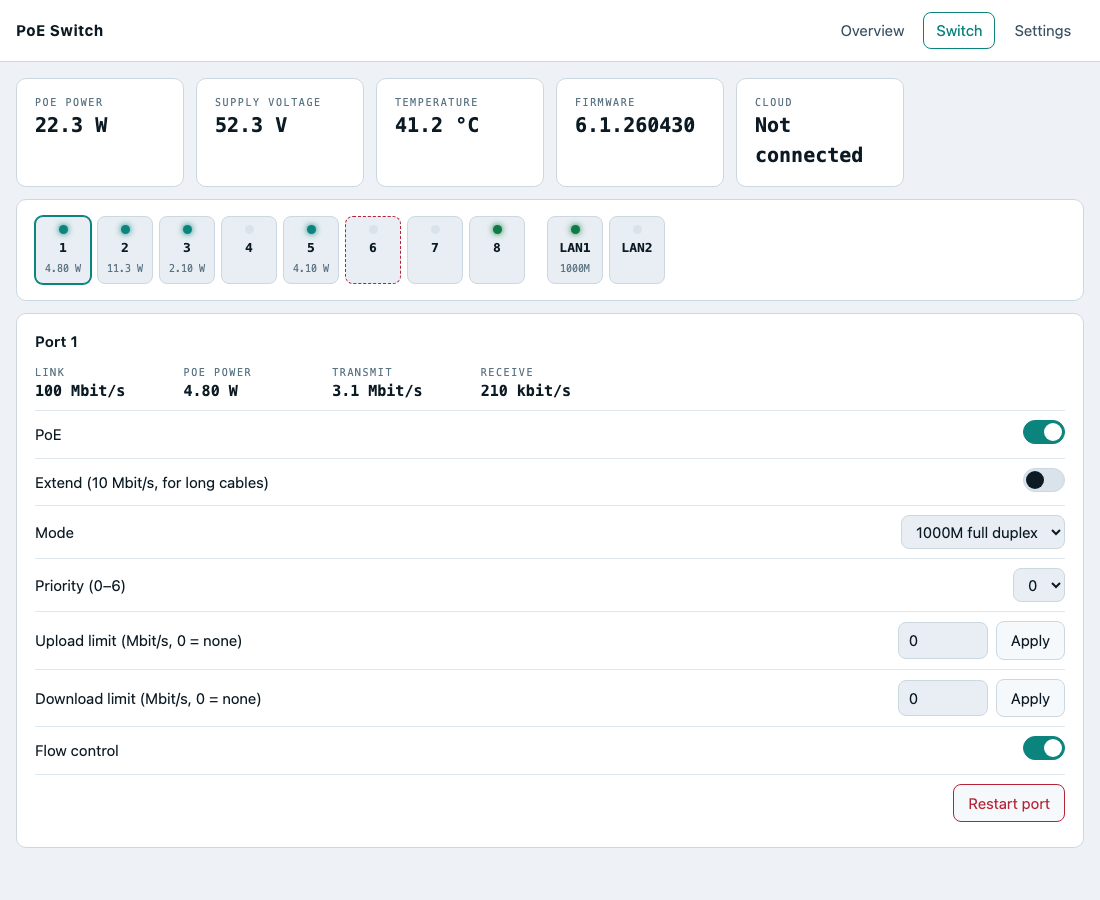 PoE Switch
Overview
Switch
Settings
POE POWER
22.3 W
SUPPLY VOLTAGE
52.3 V
TEMPERATURE
41.2 °C
FIRMWARE
6.1.260430
CLOUD
Not
connected
1
4.80 W
2
11.3 W
3
2.10 W
4
5
4.10 W
6
7
8
LAN1
1000M
LAN2
Port 1
LINK
100 Mbit/s
POE POWER
4.80 W
TRANSMIT
3.1 Mbit/s
RECEIVE
210 kbit/s
PoE
Extend (10 Mbit/s, for long cables)
Mode
1000M full duplex
Priority (0–6)
0
Upload limit (Mbit/s, 0 = none)
0
Apply
Download limit (Mbit/s, 0 = none)
0
Apply
Flow control
Restart port